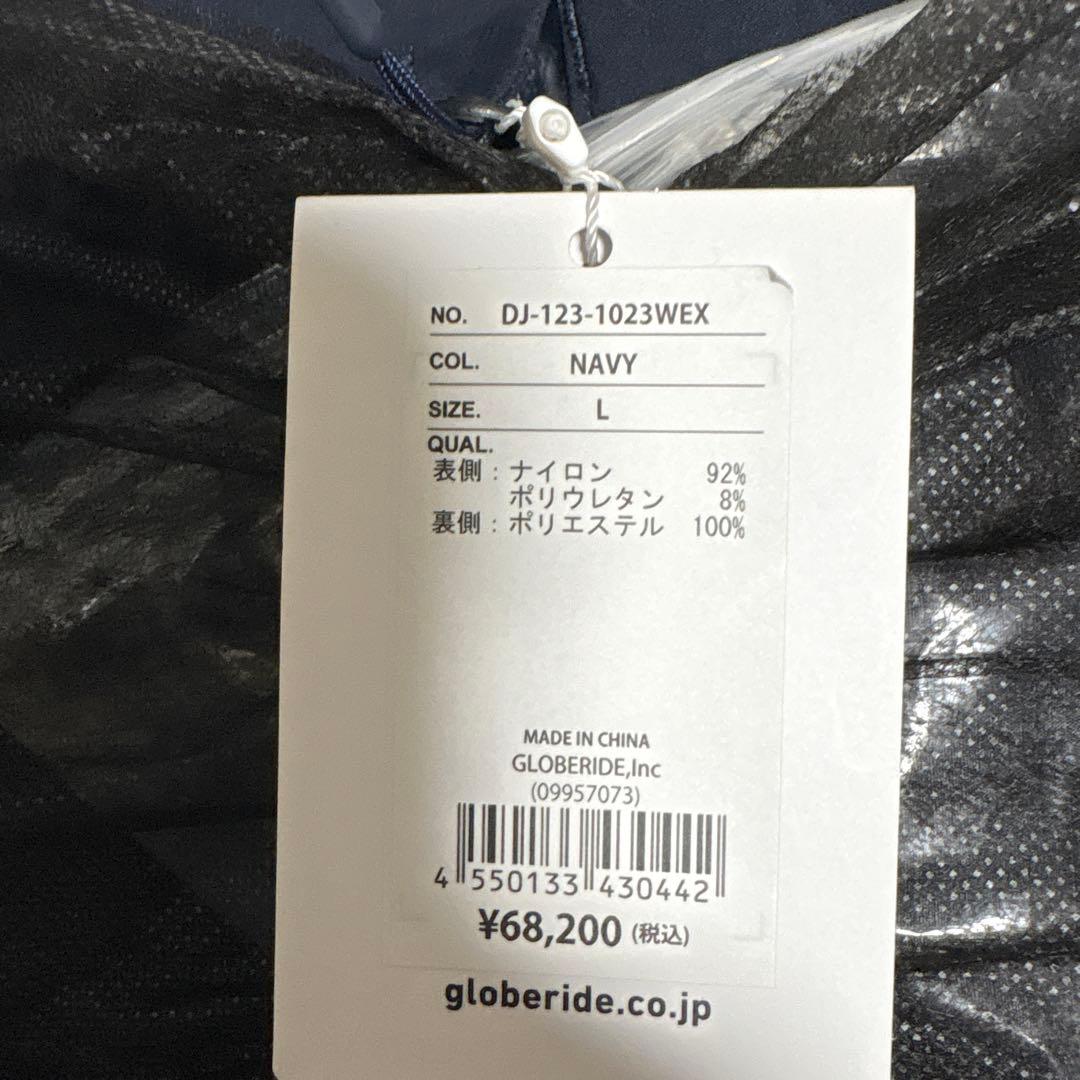 NO. DJ-123-1023WEX
COL. NAVY
SIZE. L
QUAL.
表側：ナイロン 92%
ポリウレタン 8%
裏側：ポリエステル 100%
MADE IN CHINA
GLOBERIDE,Inc
(09957073)
4 550133 430442
¥68,200 (税込)
globeride.co.jp